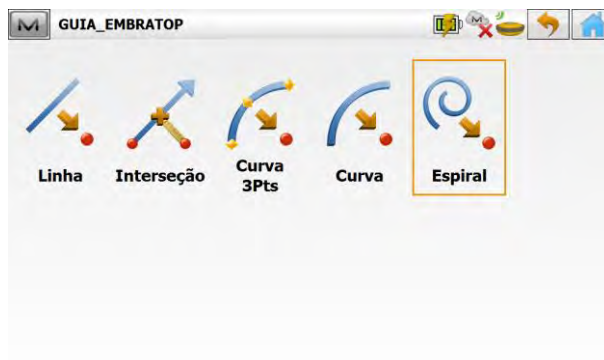 GUIA_EMBRATOP
Linha
Interseção
Curva
3Pts
Curva
Espiral